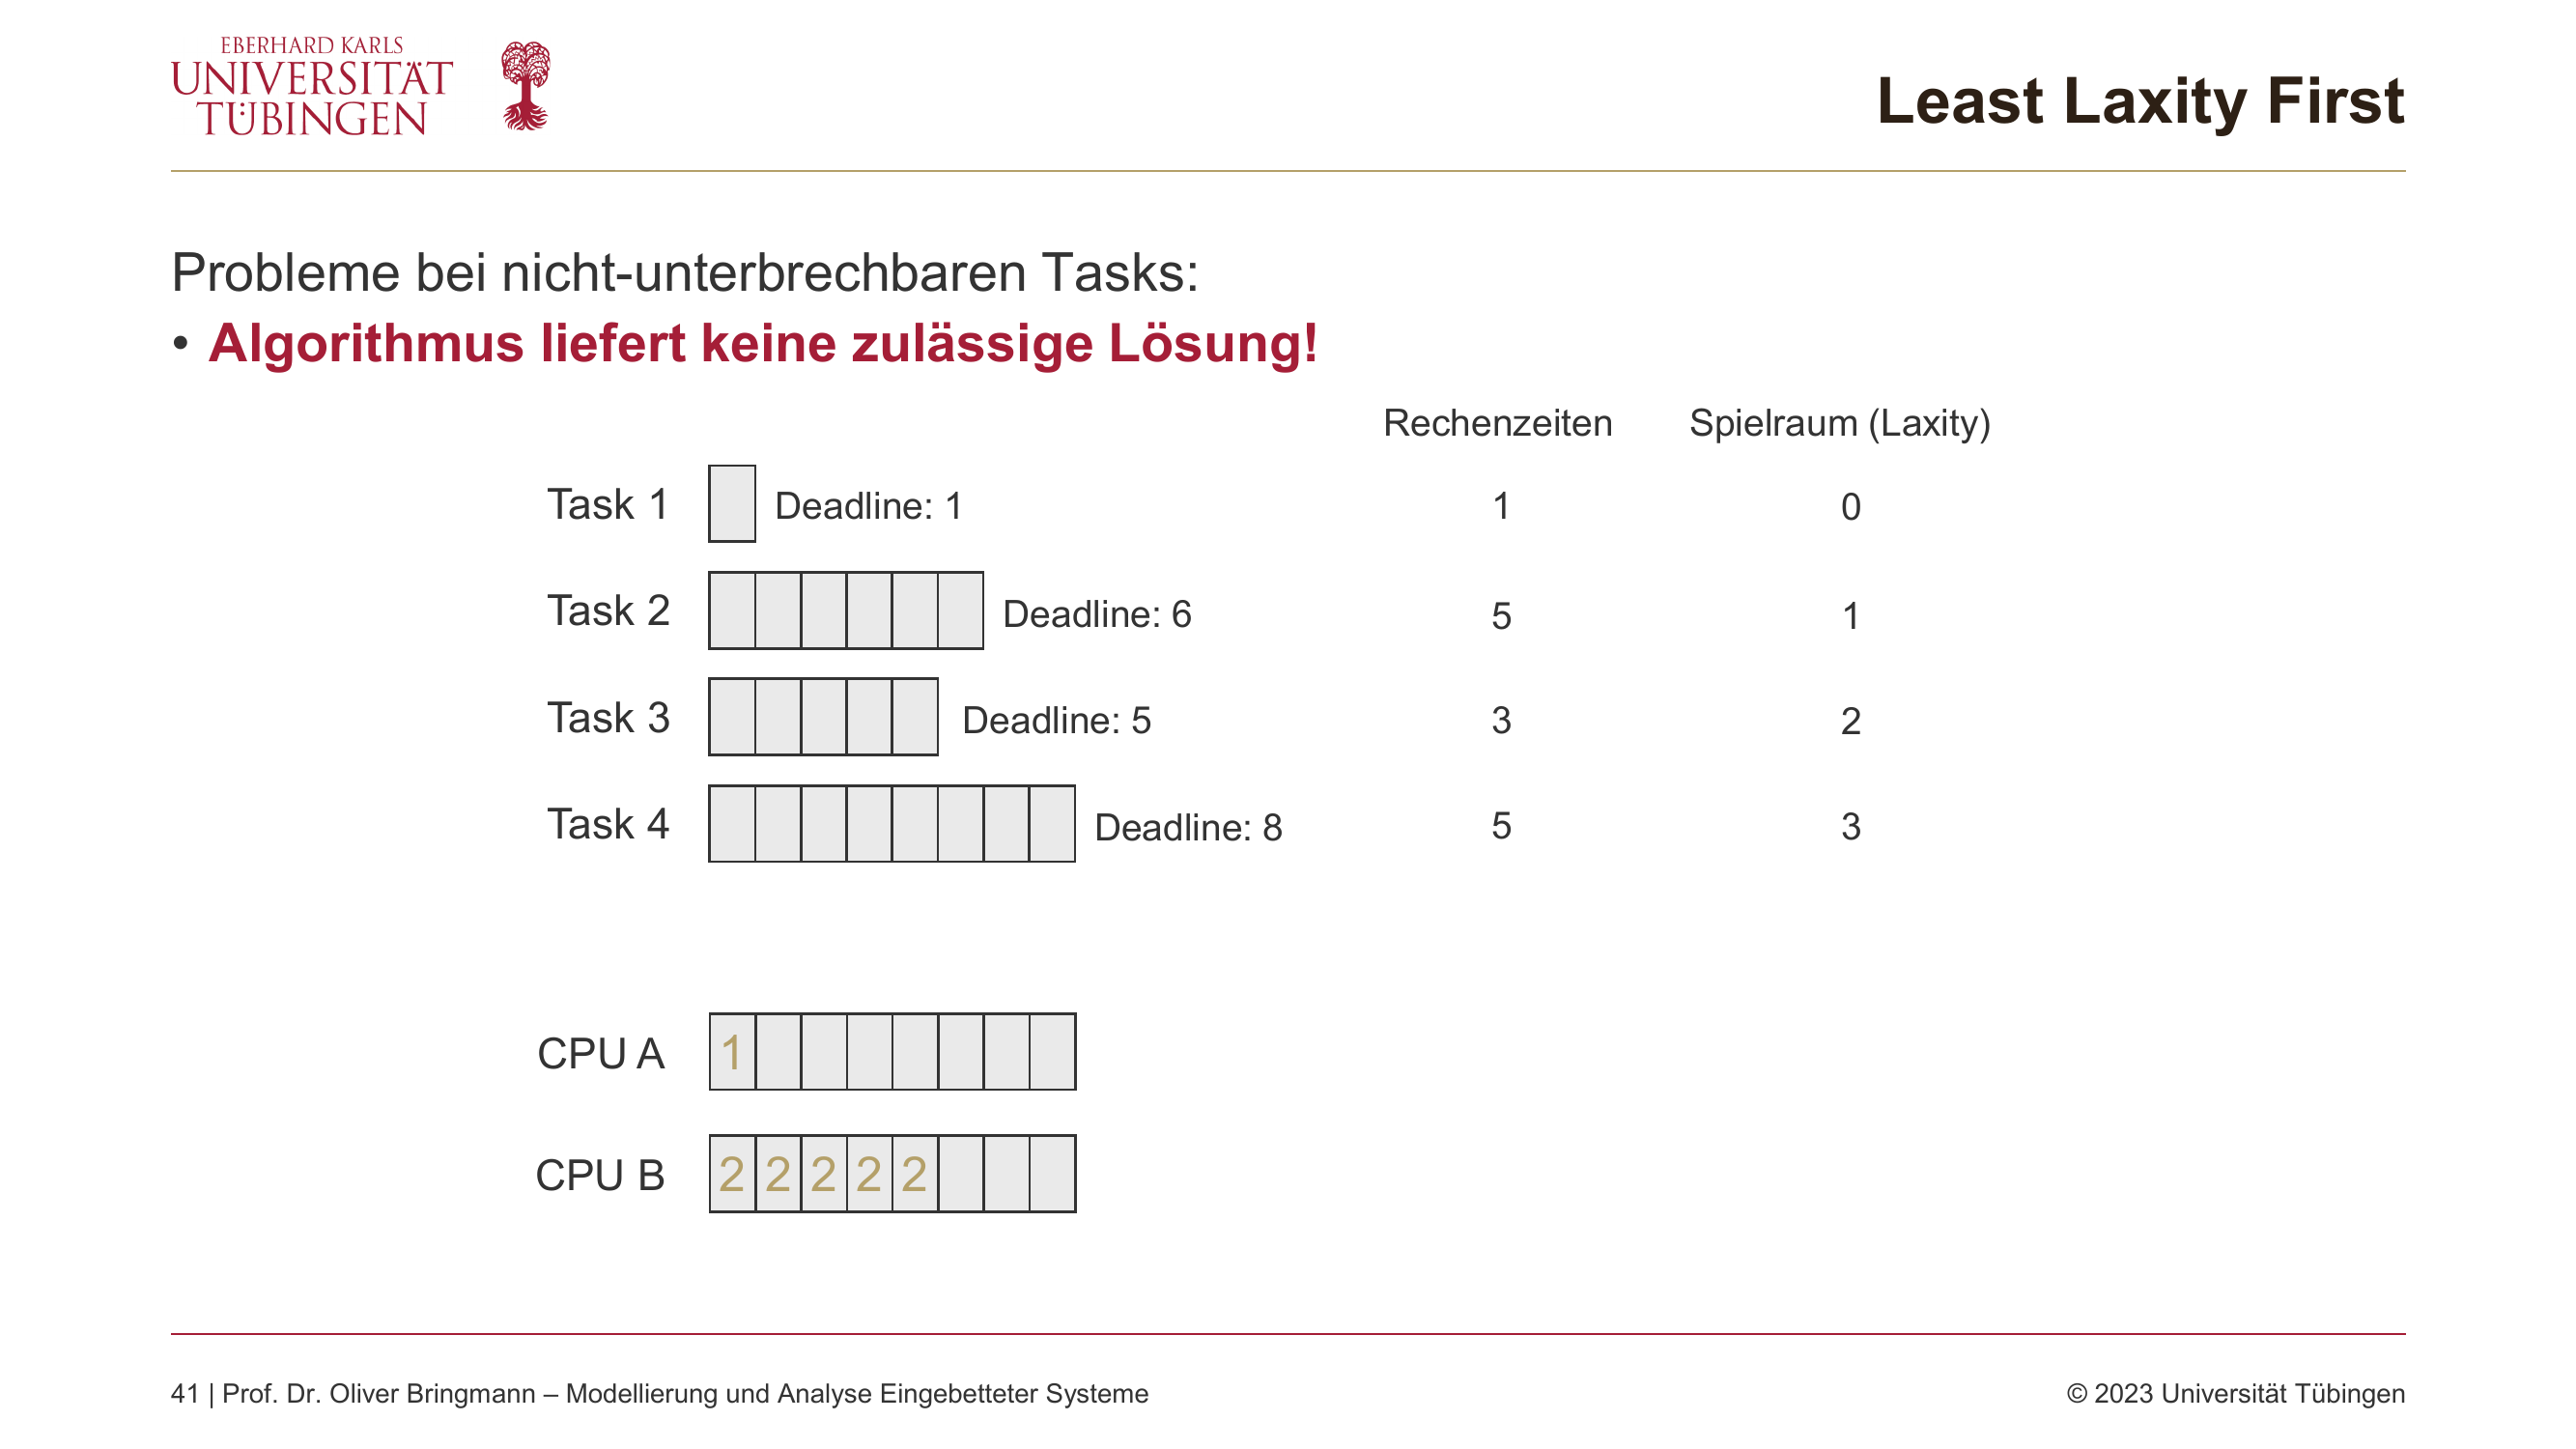 EBERHARD KARLS
UNIVERSITÄT
TÜBINGEN
Least Laxity First
Probleme bei nicht-unterbrechbaren Tasks:
• Algorithmus liefert keine zulässige Lösung!
Rechenzeiten Spielraum (Laxity)
Task 1 Deadline: 1 1 0
Task 2 Deadline: 6 5 1
Task 3 Deadline: 5 3 2
Task 4 Deadline: 8 5 3
CPU A 1
CPU B 2 2 2 2 2
41 | Prof. Dr. Oliver Bringmann – Modellierung und Analyse Eingebetteter Systeme © 2023 Universität Tübingen